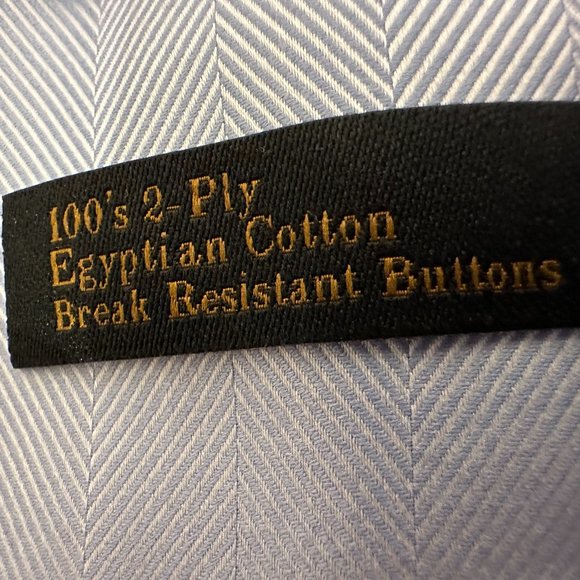 100's 2-Ply
Egyptian Cotton
Break Resistant Buttons